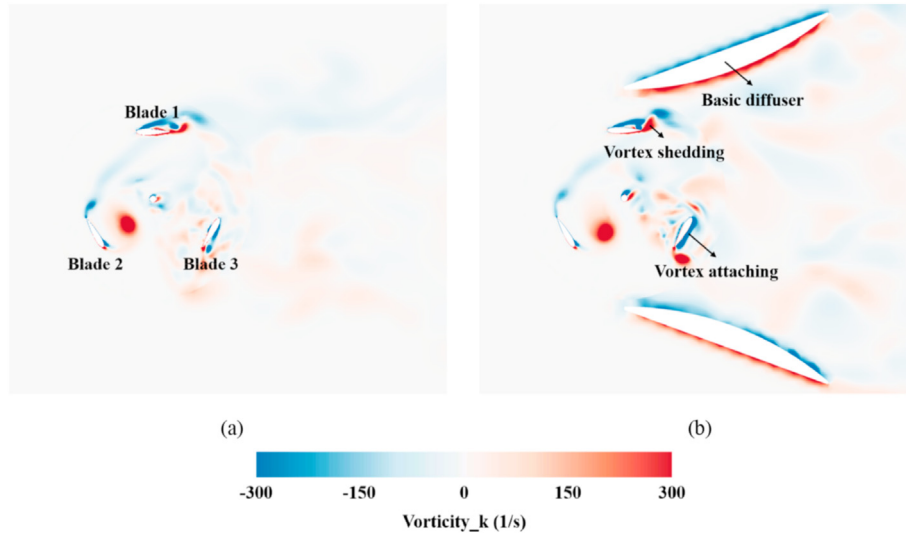 Blade 1
Blade 2
Blade 3
Basic diffuser
Vortex shedding
Vortex attaching
(a)
(b)
-300
-150
0
150
300
Vorticity_k (1/s)